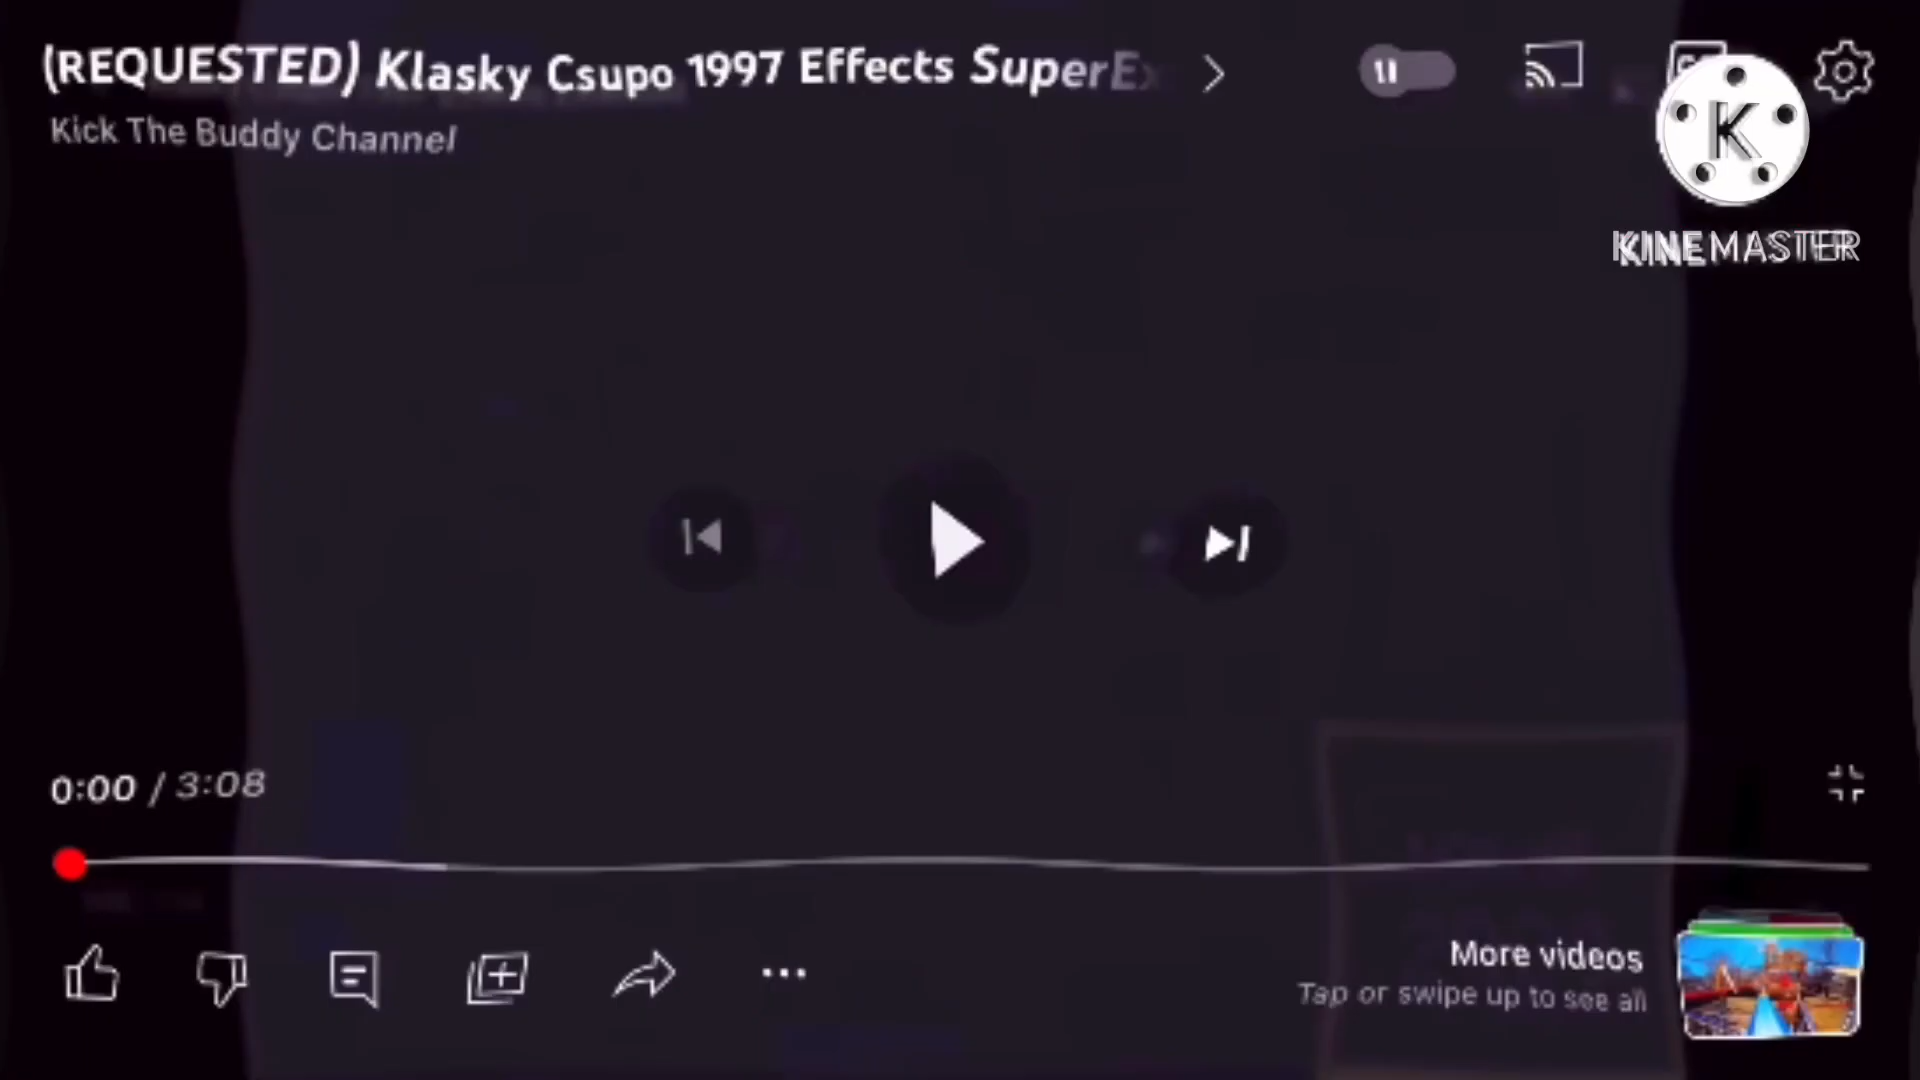 (REQUESTED) Klasky Csupo 1997 Effects SuperEx
Kick The Buddy Channel
KINEMASTER
0:00 / 3:08
More videos
Tap or swipe up to see all